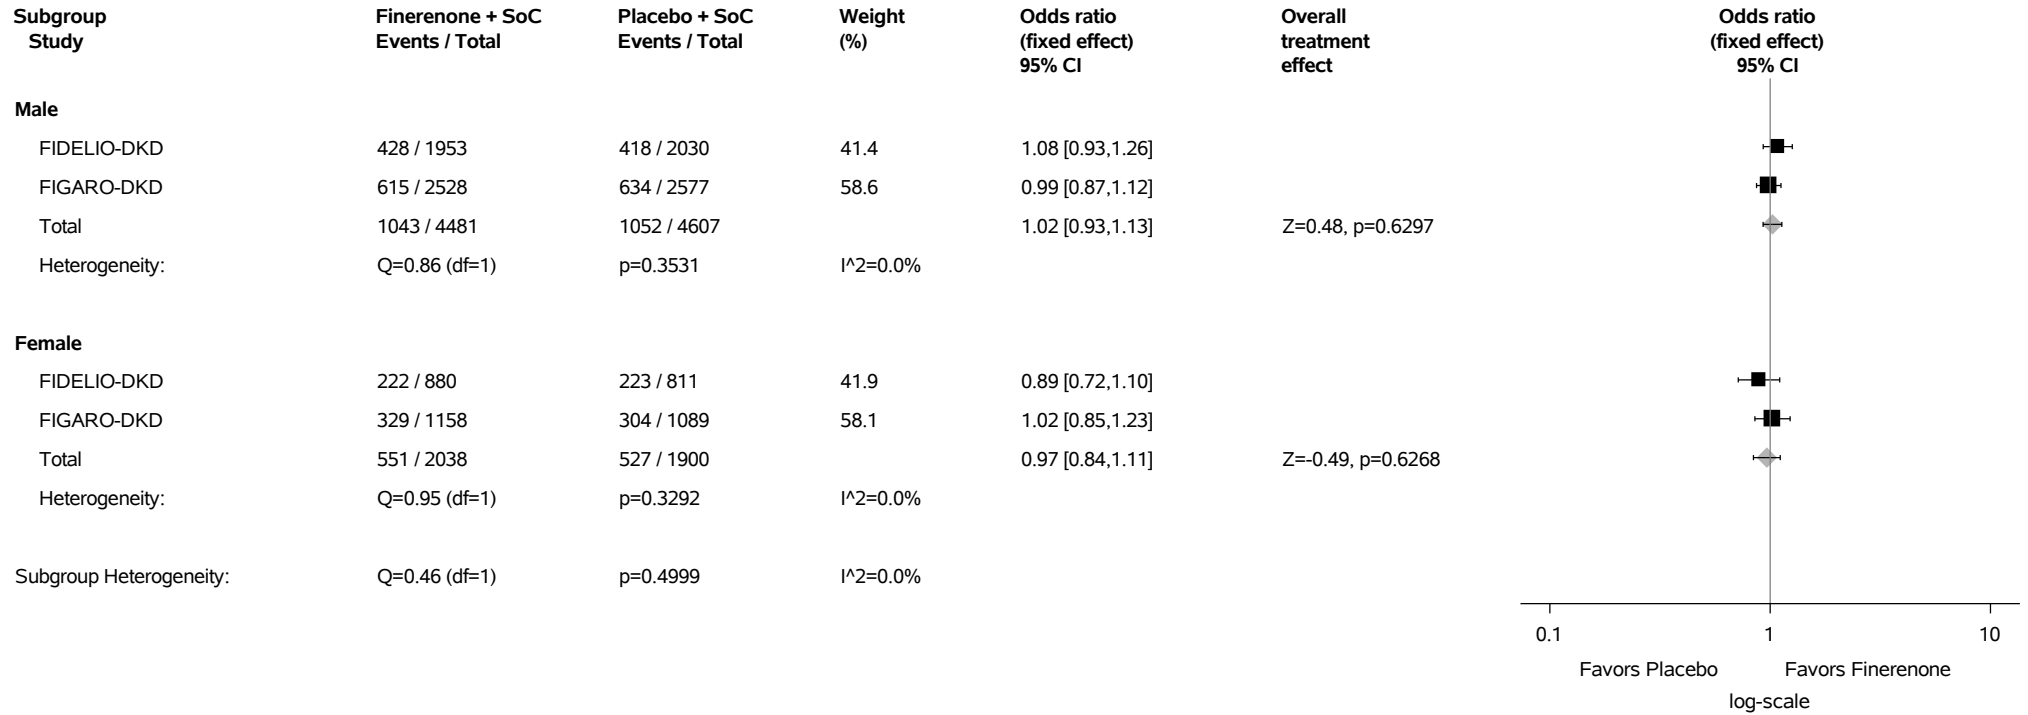 Subgroup Finerenone + SoC Placebo + SoC Weight Odds ratio Overall Odds ratio
Study Events / Total Events / Total (%) (fixed effect) treatment (fixed effect)
95% CI effect 95% CI
Male
FIDELIO-DKD 428 / 1953 418 / 2030 41.4 1.08 [0.93,1.26]
FIGARO-DKD 615 / 2528 634 / 2577 58.6 0.99 [0.87,1.12]
Total 1043 / 4481 1052 / 4607 1.02 [0.93,1.13] Z=0.48, p=0.6297
Heterogeneity: Q=0.86 (df=1) p=0.3531 I^2=0.0%
Female
FIDELIO-DKD 222 / 880 223 / 811 41.9 0.89 [0.72,1.10]
FIGARO-DKD 329 / 1158 304 / 1089 58.1 1.02 [0.85,1.23]
Total 551 / 2038 527 / 1900 0.97 [0.84,1.11] Z=-0.49, p=0.6268
Heterogeneity: Q=0.95 (df=1) p=0.3292 I^2=0.0%
Subgroup Heterogeneity: Q=0.46 (df=1) p=0.4999 I^2=0.0%
0.1 1 10
Favors Placebo Favors Finerenone
log-scale